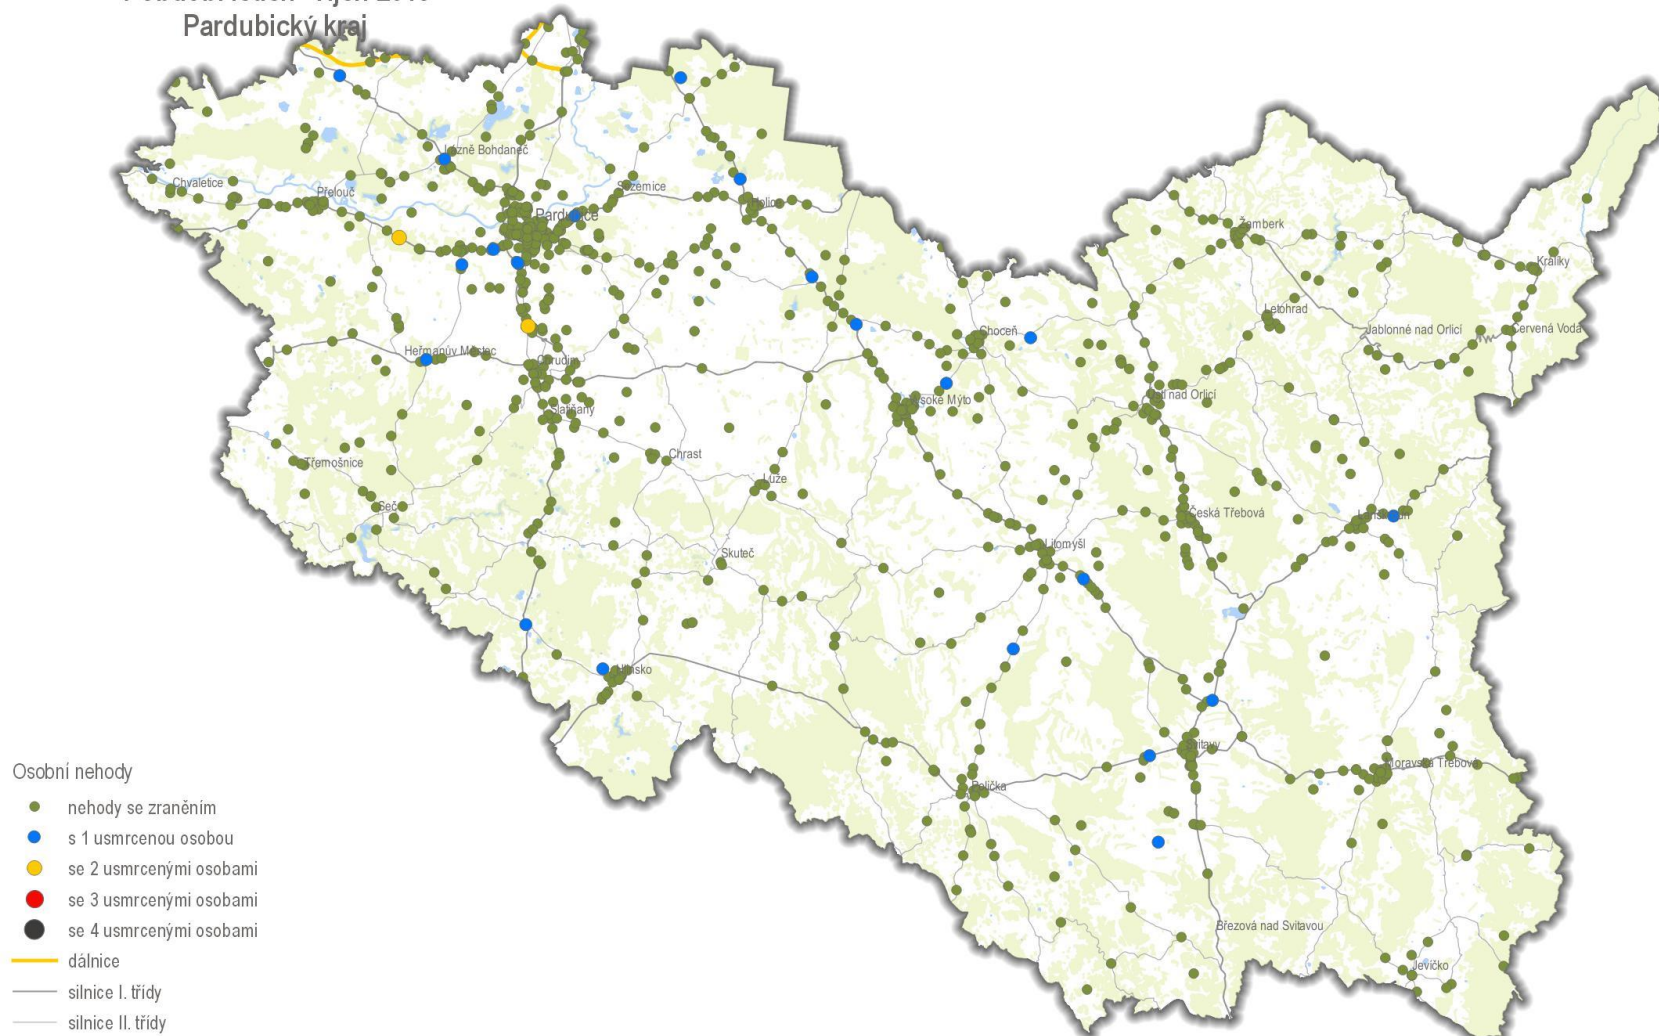 Pardubický kraj
Lázně Bohdaneč
Chvaletice
Přelouč
Sezemice
Pardubice
Holice
Žamberk
Králíky
Letohrad
Choceň
Jablonné nad Orlicí
Červená Voda
Heřmanův Městec
Chrudim
Ústí nad Orlicí
Vysoké Mýto
Slatiňany
Chrast
Třemošnice
Luže
Seč
Česká Třebová
Lanškroun
Litomyšl
Skuteč
Hlinsko
Svitavy
Moravská Třebová
Polička
Březová nad Svitavou
Jevíčko
Osobní nehody
nehody se zraněním
s 1 usmrcenou osobou
se 2 usmrcenými osobami
se 3 usmrcenými osobami
se 4 usmrcenými osobami
dálnice
silnice I. třídy
silnice II. třídy